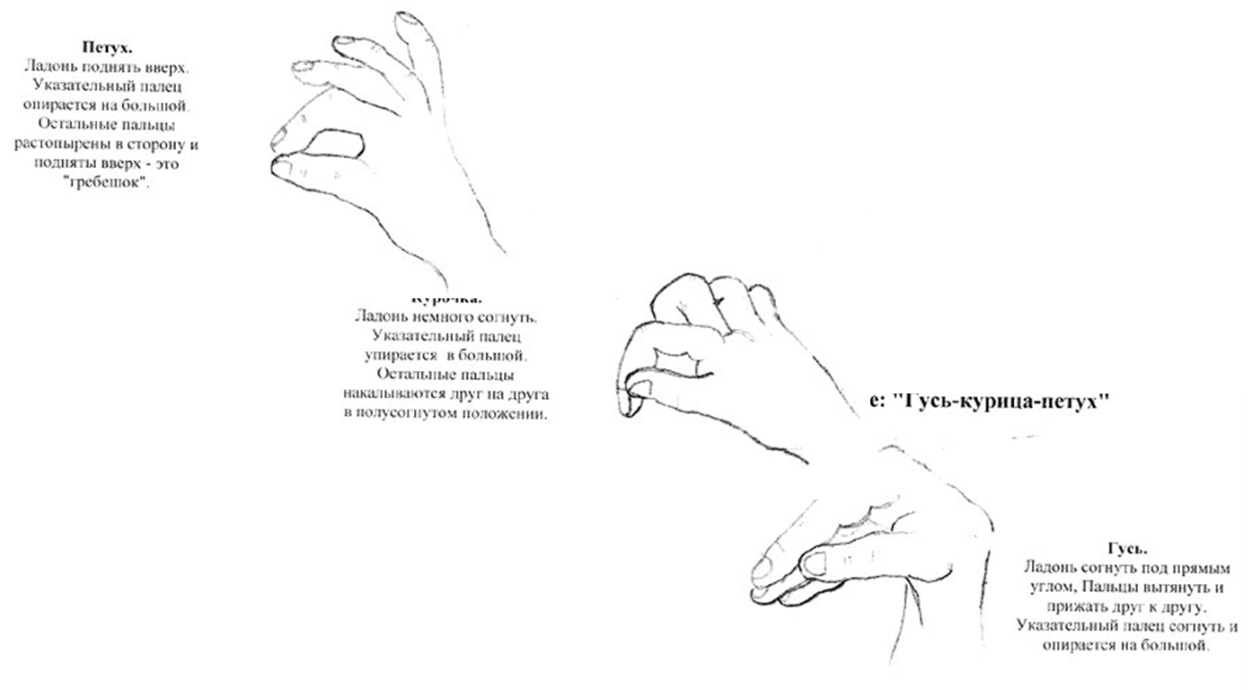 Петух.
Ладонь поднять вверх.
Указательный палец
опирается на большой.
Остальные пальцы
растопырены в сторону и
подняты вверх - это
"гребешок".
Курочка.
Ладонь немного согнуть.
Указательный палец
упирается в большой.
Остальные пальцы
накалываются друг на друга
в полусогнутом положении.
е: "Гусь-курица-петух"
Гусь.
Ладонь согнуть под прямым
углом, Пальцы вытянуть и
прижать друг к другу.
Указательный палец согнуть и
опирается на большой.